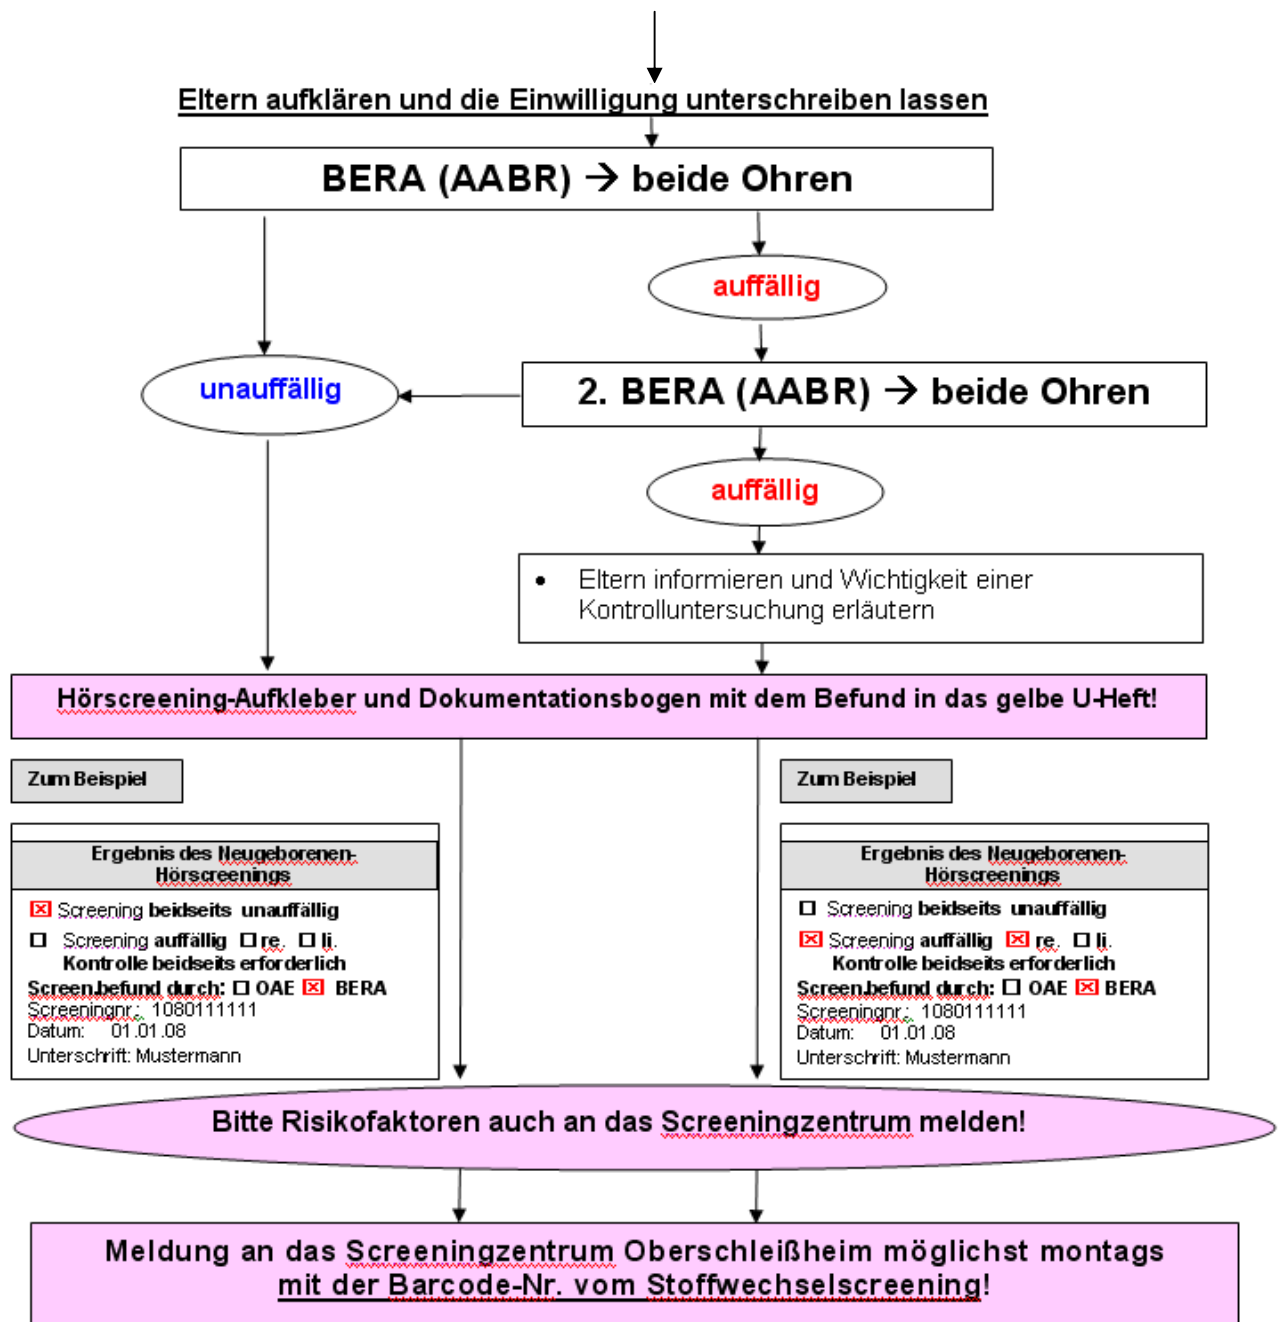 Eltern aufklären und die Einwilligung unterschreiben lassen
BERA (AABR) → beide Ohren
auffällig
unauffällig
2. BERA (AABR) → beide Ohren
auffällig
• Eltern informieren und Wichtigkeit einer
Kontrolluntersuchung erläutern
Hörscreening-Aufkleber und Dokumentationsbogen mit dem Befund in das gelbe U-Heft!
Zum Beispiel
Ergebnis des Neugeborenen-
Hörscreenings
☒ Screening beidseits unauffällig
☐ Screening auffällig ☐ re. ☐ li.
Kontrolle beidseits erforderlich
Screen.befund durch: ☐ OAE ☒ BERA
Screeningnr.: 1080111111
Datum: 01.01.08
Unterschrift: Mustermann
Zum Beispiel
Ergebnis des Neugeborenen-
Hörscreenings
☐ Screening beidseits unauffällig
☒ Screening auffällig ☒ re. ☐ li.
Kontrolle beidseits erforderlich
Screen.befund durch: ☐ OAE ☒ BERA
Screeningnr.: 1080111111
Datum: 01.01.08
Unterschrift: Mustermann
Bitte Risikofaktoren auch an das Screeningzentrum melden!
Meldung an das Screeningzentrum Oberschleißheim möglichst montags
mit der Barcode-Nr. vom Stoffwechselscreening!